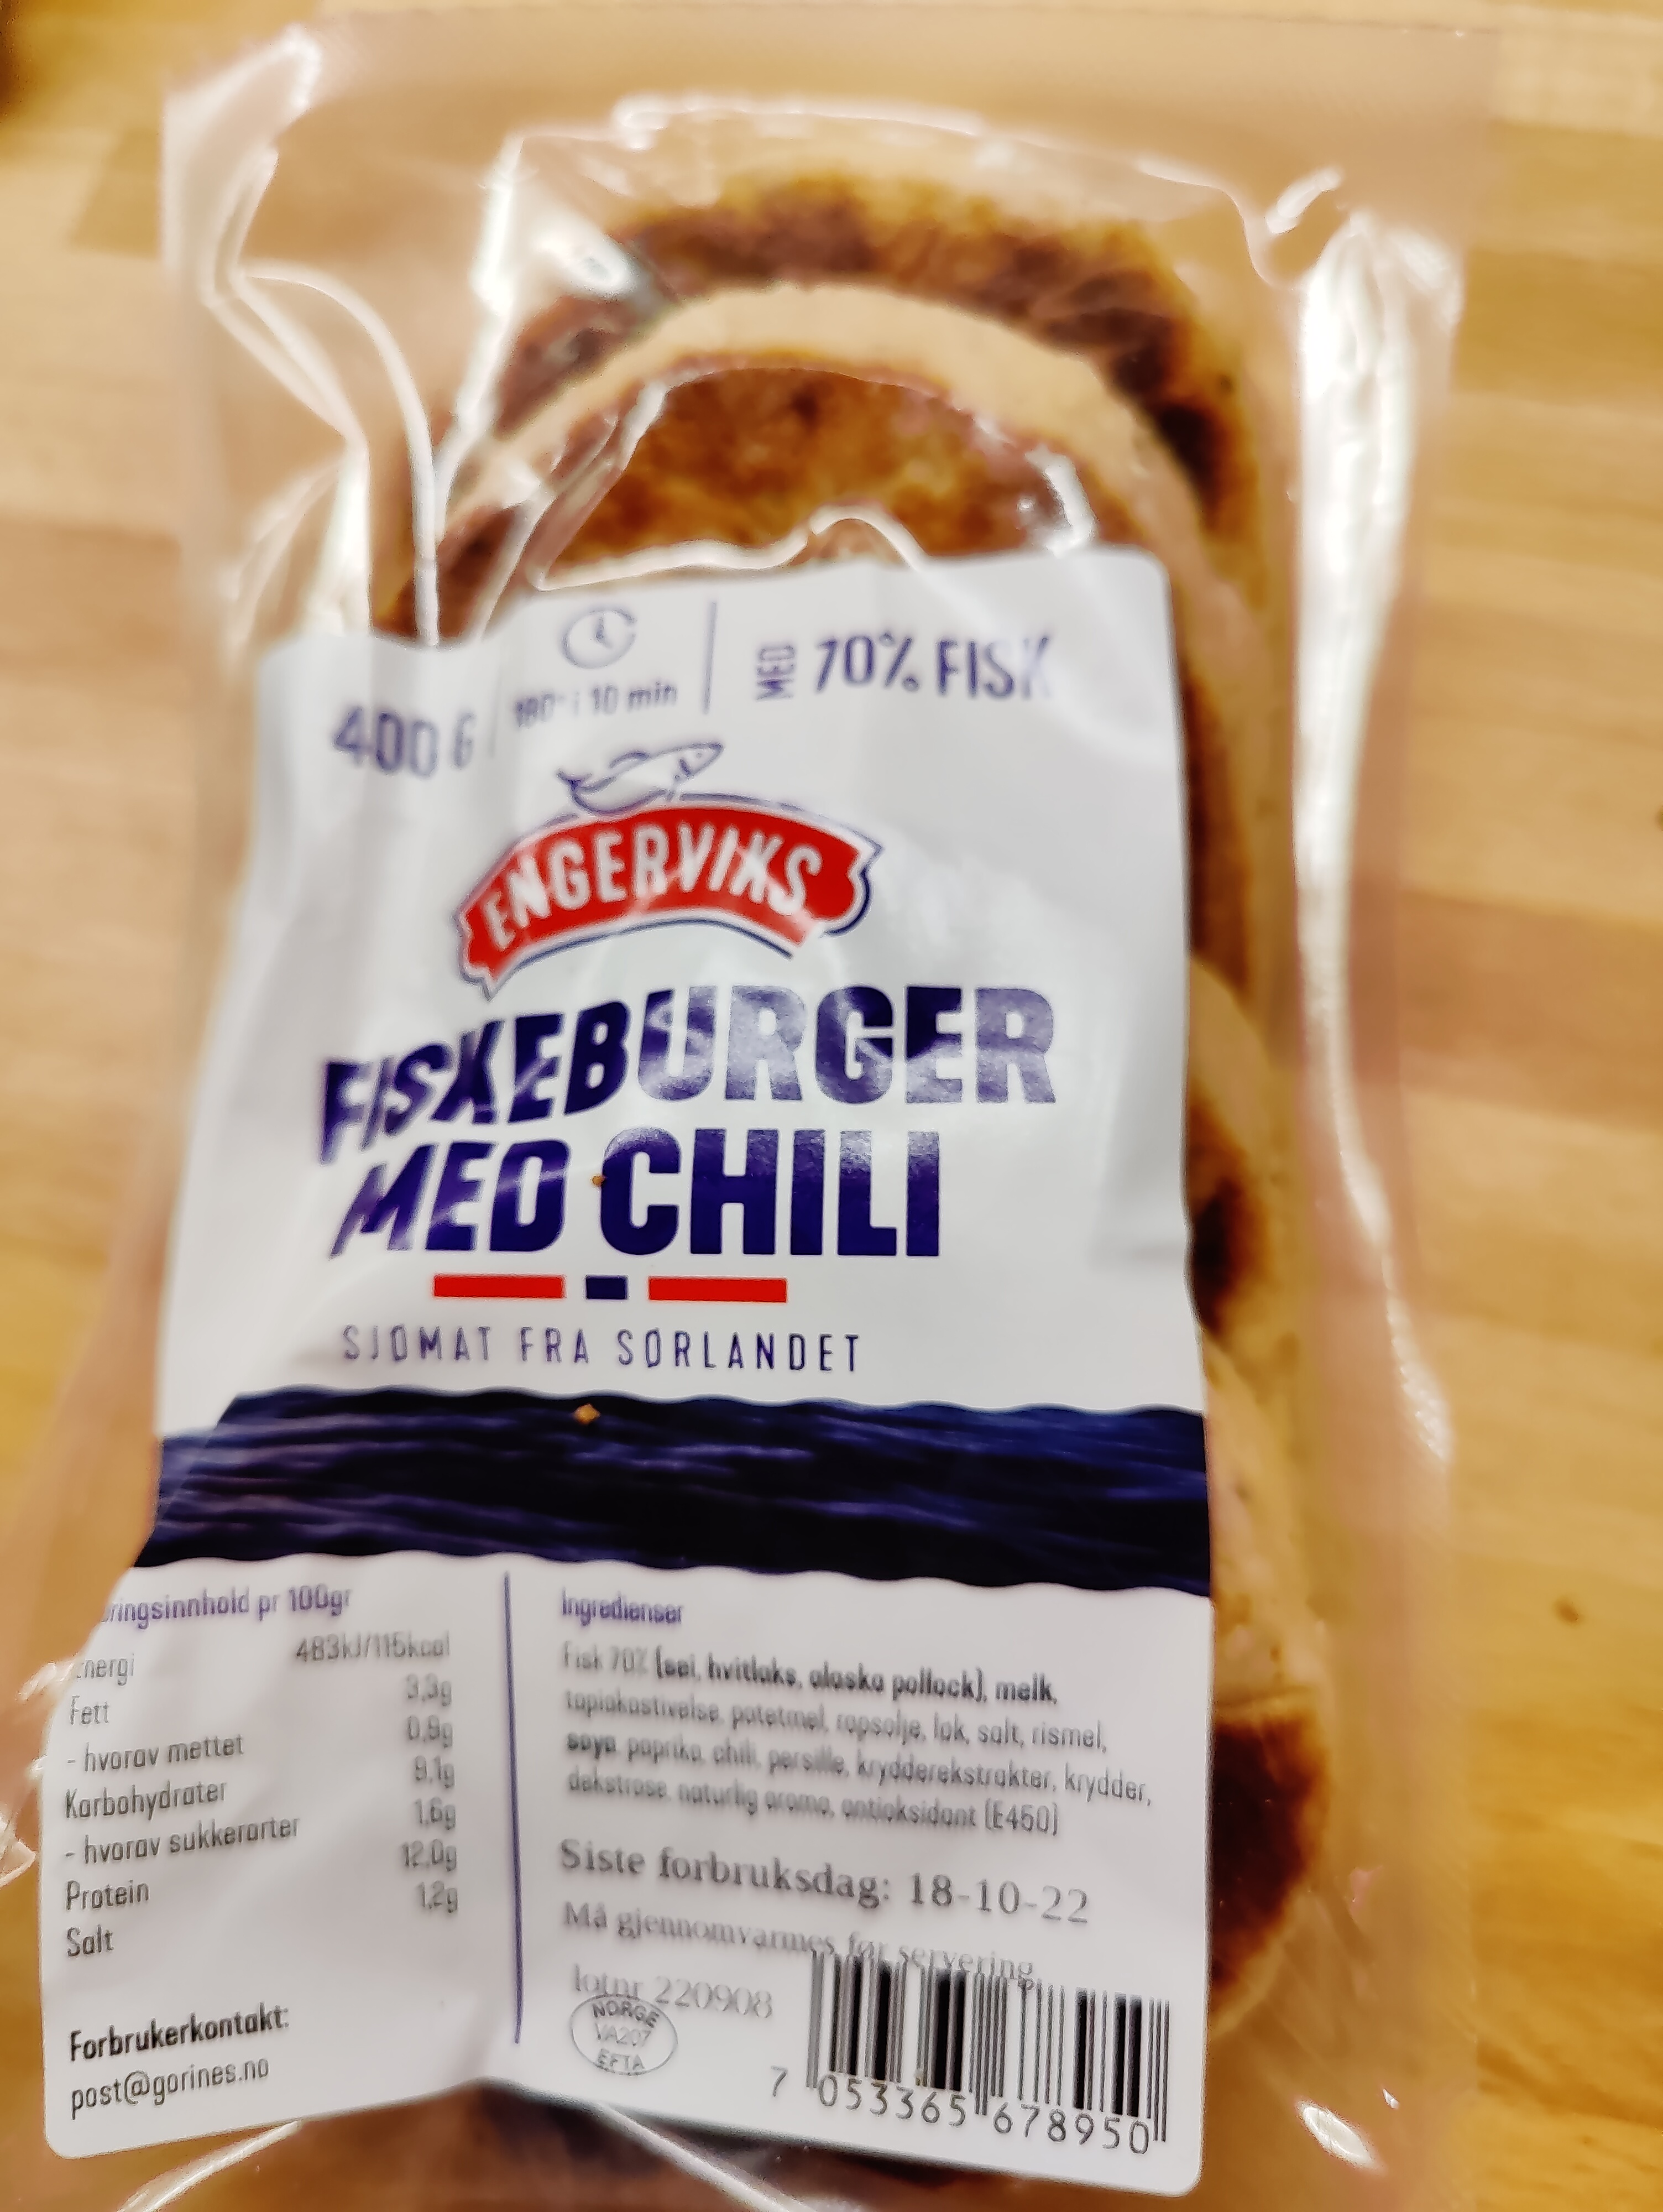 400 G
180° i 10 min
MED 70% FISK
ENGERVIKS
FISKEBURGER
MED CHILI
SJØMAT FRA SØRLANDET
ringsinnhold pr 100gr
nergi 483kJ/115kcal
Fett 3,3g
- hvorav mettet 0,9g
Karbohydrater 9,1g
- hvorav sukkerarter 1,6g
Protein 12,0g
Salt 1,2g
Forbrukerkontakt:
post@gorines.no
Ingredienser
Fisk 70% (sei, hvitlaks, alaska pollock), melk,
tapiokastivelse, potetmel, rapsolje, løk, salt, rismel,
soya, paprika, chili, persille, krydderekstrakter, krydder,
dekstrose, naturlig aroma, antioksidant (E450)
Siste forbruksdag: 18-10-22
Må gjennomvarmes før servering
lotnr 220908
NORGE
VA207
EFTA
7 053365 678950